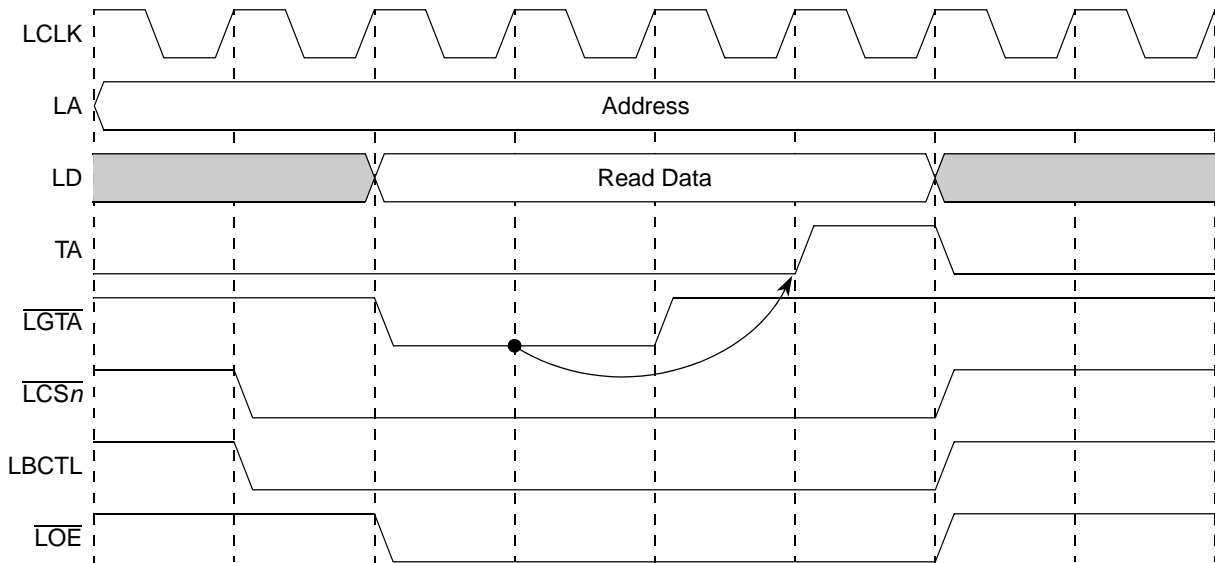 LCLK
LA
Address
LD
Read Data
TA
LGTA
LCSn
LBCTL
LOE